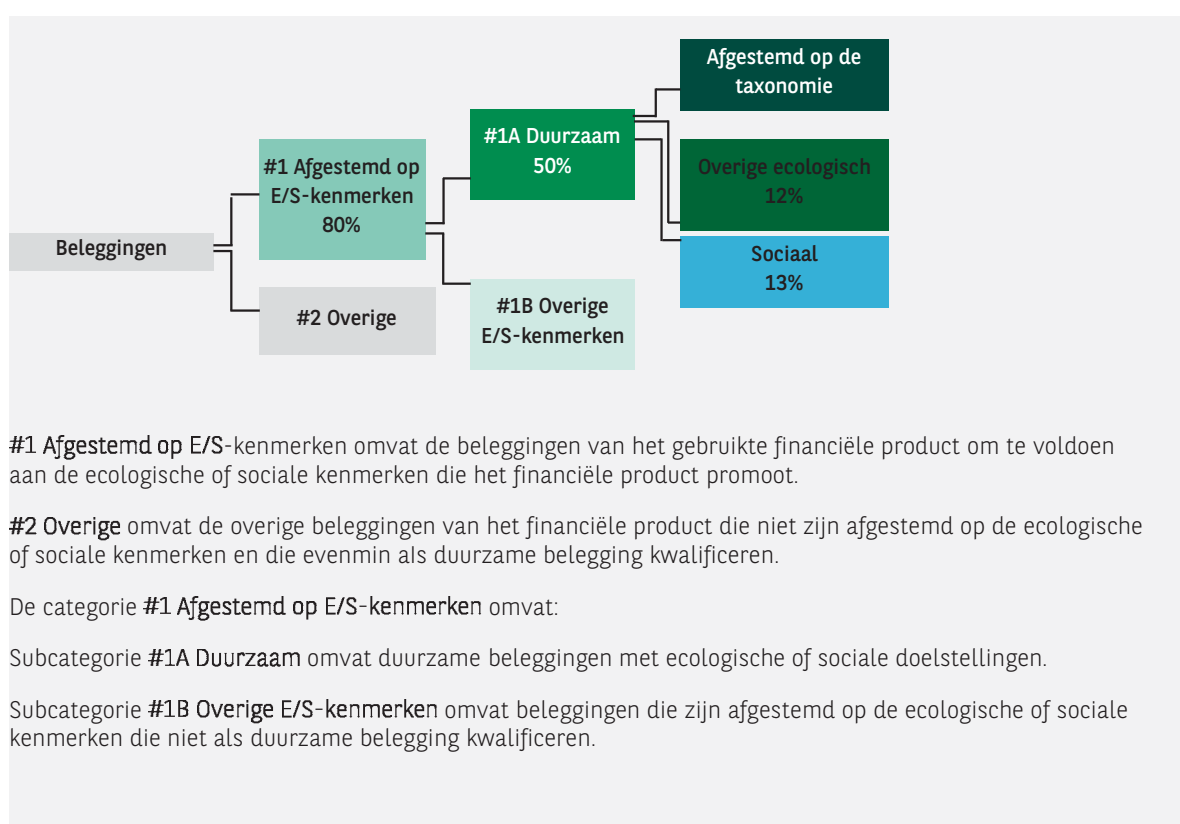 Afgestemd op de
taxonomie
#1A Duurzaam
50%
#1 Afgestemd op
E/S-kenmerken
80%
Overige ecologisch
12%
Beleggingen
Sociaal
13%
#2 Overige
#1B Overige
E/S-kenmerken
#1 Afgestemd op E/S-kenmerken omvat de beleggingen van het gebruikte financiële product om te voldoen
aan de ecologische of sociale kenmerken die het financiële product promoot.
#2 Overige omvat de overige beleggingen van het financiële product die niet zijn afgestemd op de ecologische
of sociale kenmerken en die evenmin als duurzame belegging kwalificeren.
De categorie #1 Afgestemd op E/S-kenmerken omvat:
Subcategorie #1A Duurzaam omvat duurzame beleggingen met ecologische of sociale doelstellingen.
Subcategorie #1B Overige E/S-kenmerken omvat beleggingen die zijn afgestemd op de ecologische of sociale
kenmerken die niet als duurzame belegging kwalificeren.